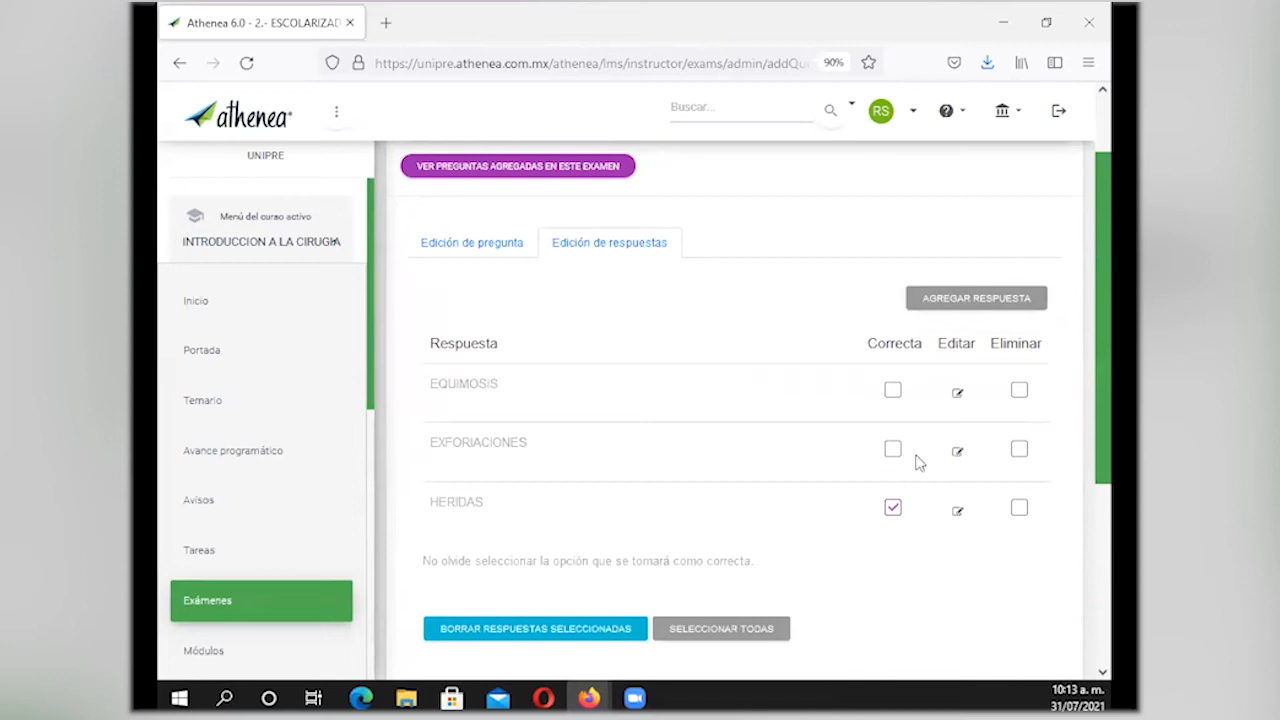 Athenea 6.0 - 2.- ESCOLARIZAD
https://unipre.athenea.com.mx/athenea/lms/instructor/exams/admin/addQu
90%
athenea
Buscar...
RS
UNIPRE
VER PREGUNTAS AGREGADAS EN ESTE EXAMEN
Menú del curso activo
INTRODUCCION A LA CIRUGIA
Edición de pregunta
Edición de respuestas
AGREGAR RESPUESTA
Inicio
Portada
Temario
Avance programático
Avisos
Tareas
Exámenes
Módulos
Respuesta Correcta Editar Eliminar
EQUIMOSIS
EXFORIACIONES
HERIDAS
No olvide seleccionar la opción que se tomará como correcta.
BORRAR RESPUESTAS SELECCIONADAS
SELECCIONAR TODAS
10:13 a. m.
31/07/2021